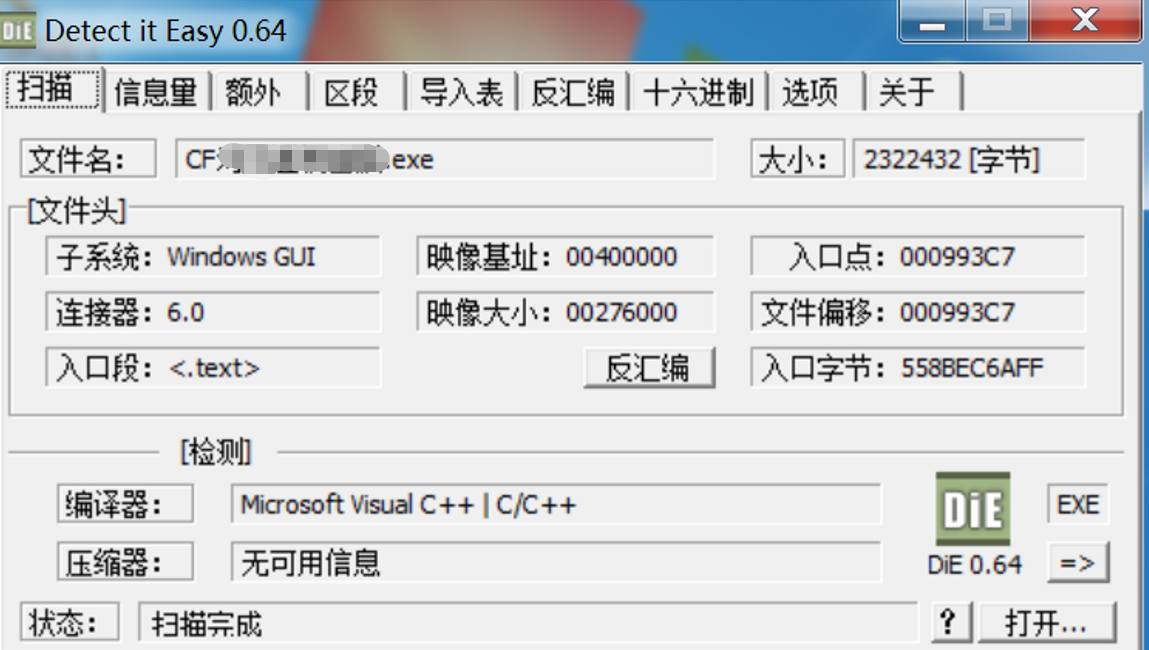 DiE Detect it Easy 0.64
扫描 信息量 额外 区段 导入表 反汇编 十六进制 选项 关于
文件名： CF .exe 大小： 2322432 [字节]
[文件头]
子系统： Windows GUI 映像基址： 00400000 入口点： 000993C7
连接器： 6.0 映像大小： 00276000 文件偏移： 000993C7
入口段： <.text> 反汇编 入口字节： 558BEC6AFF
[检测]
编译器： Microsoft Visual C++ | C/C++ DiE EXE
压缩器： 无可用信息 DiE 0.64 =>
状态： 扫描完成 ? 打开...